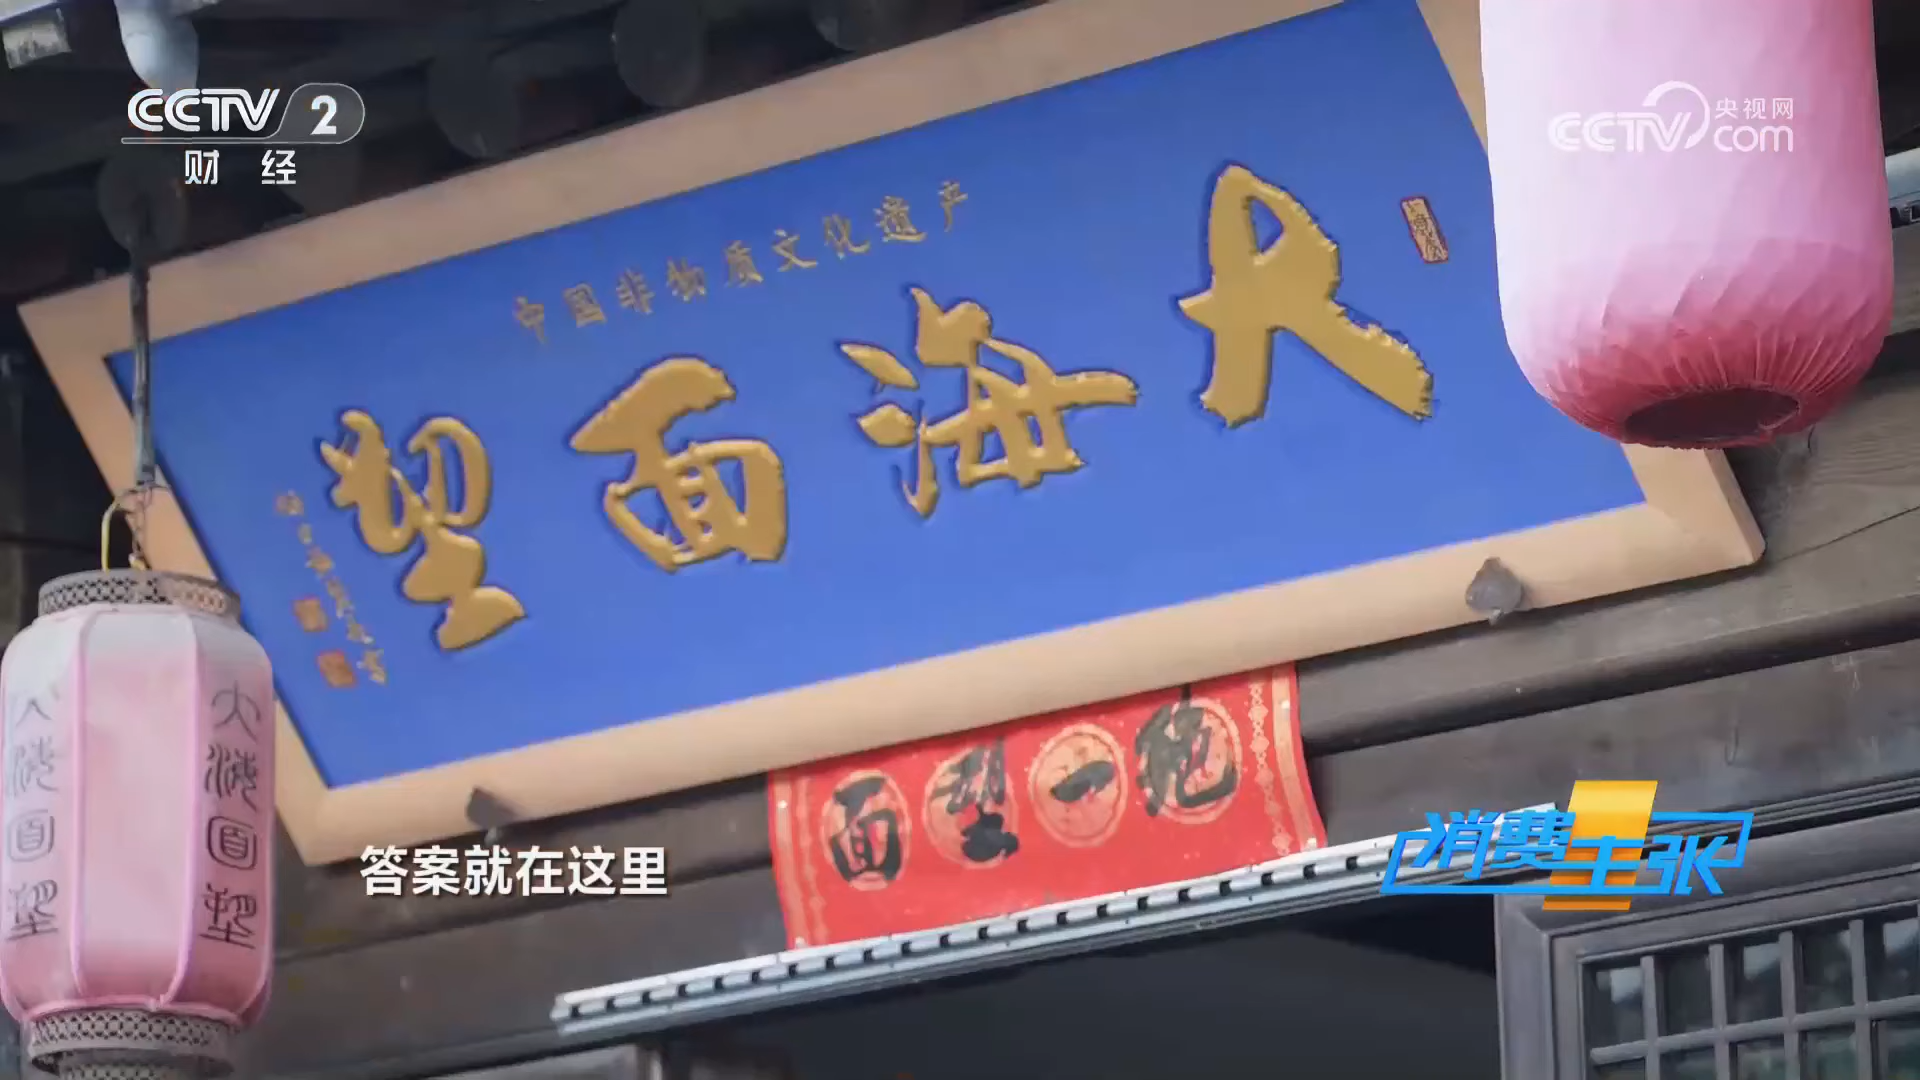 CCTV 2
财 经
央视网
CCTV com
中国非物质文化遗产
大海面塑
面塑一绝
大海面塑
大海面塑
答案就在这里
消费主张